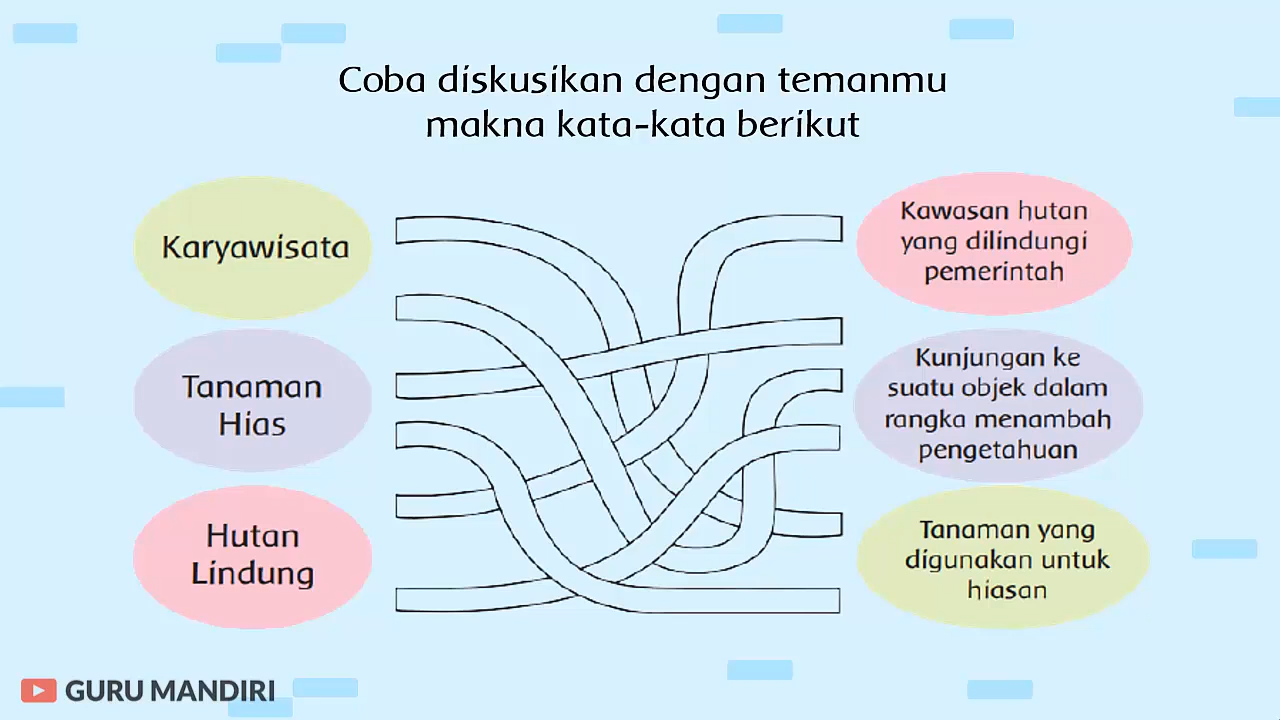 Coba diskusikan dengan temanmu
makna kata-kata berikut
Karyawisata
Tanaman
Hias
Hutan
Lindung
Kawasan hutan
yang dilindungi
pemerintah
Kunjungan ke
suatu objek dalam
rangka menambah
pengetahuan
Tanaman yang
digunakan untuk
hiasan
GURU MANDIRI